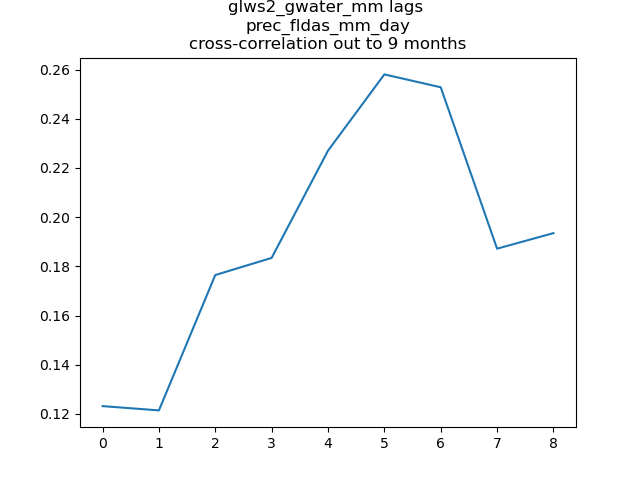 glws2_gwater_mm lags
prec_fldas_mm_day
cross-correlation out to 9 months
0.26
0.24
0.22
0.20
0.18
0.16
0.14
0.12
0 1 2 3 4 5 6 7 8